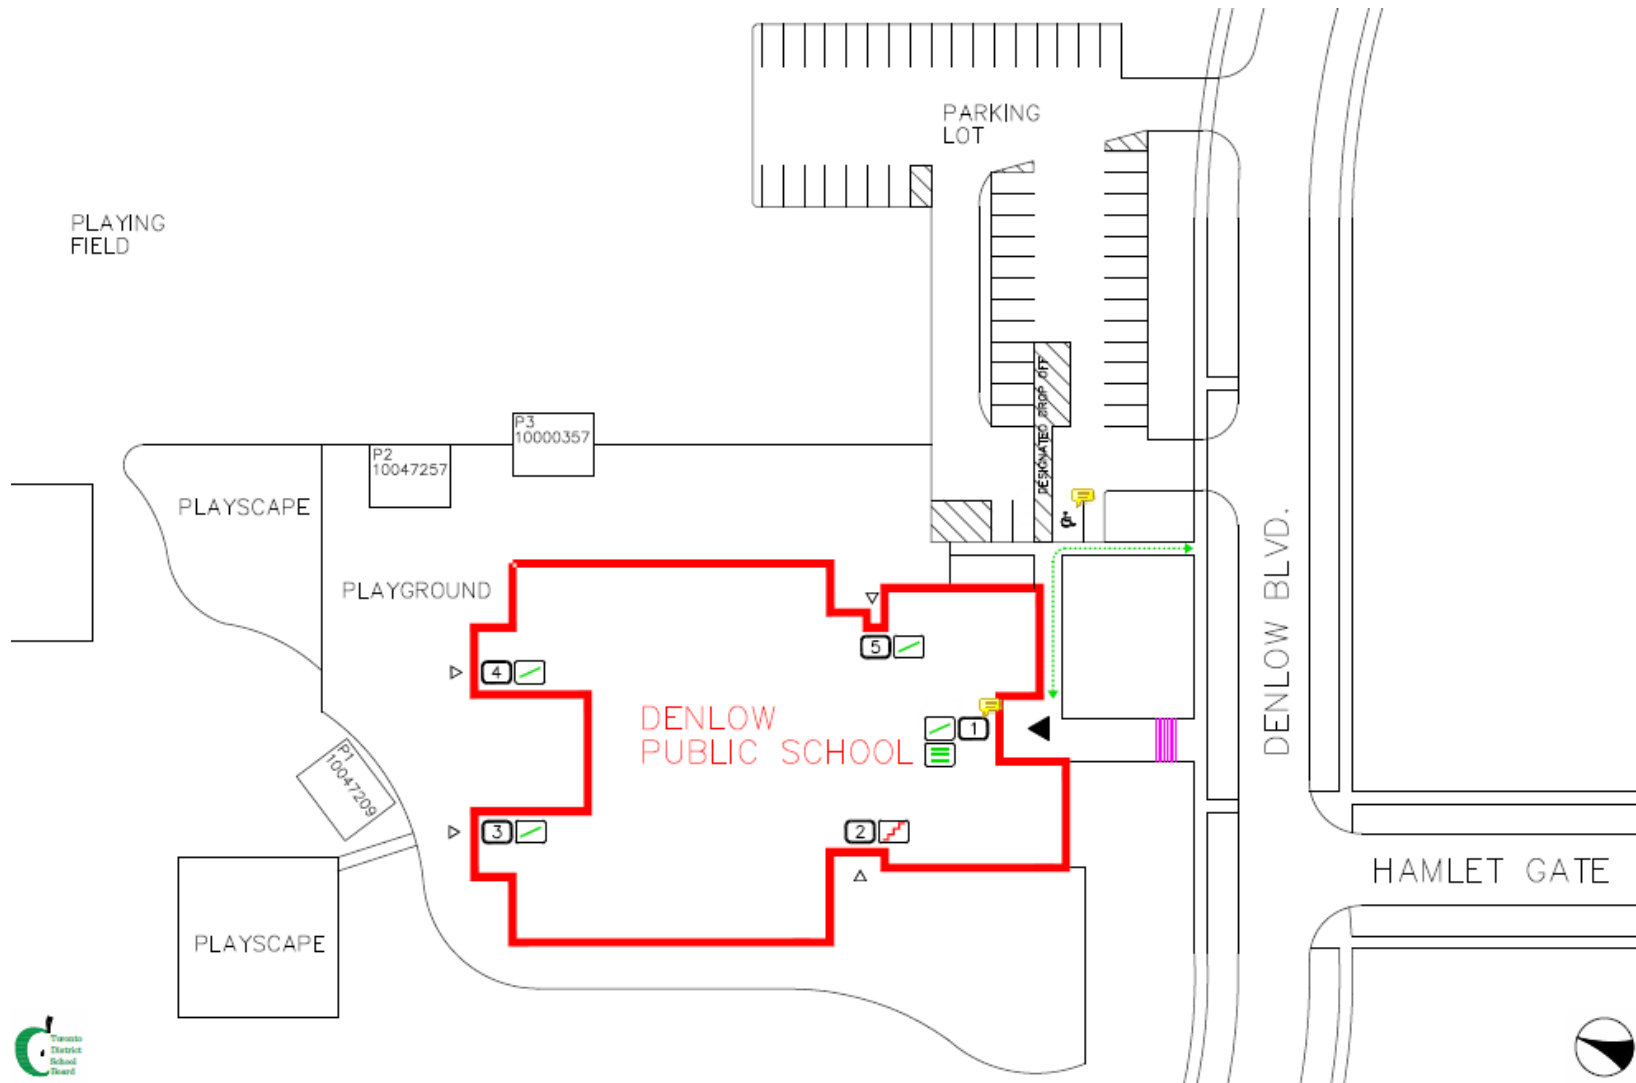 PARKING
LOT
PLAYING
FIELD
DESIGNATED DROP OFF
P3
10000357
P2
10047257
PLAYSCAPE
PLAYGROUND
DENLOW BLVD.
5
4
DENLOW
PUBLIC SCHOOL
1
P1
10047209
3
2
HAMLET GATE
PLAYSCAPE
Toronto
District
School
Board